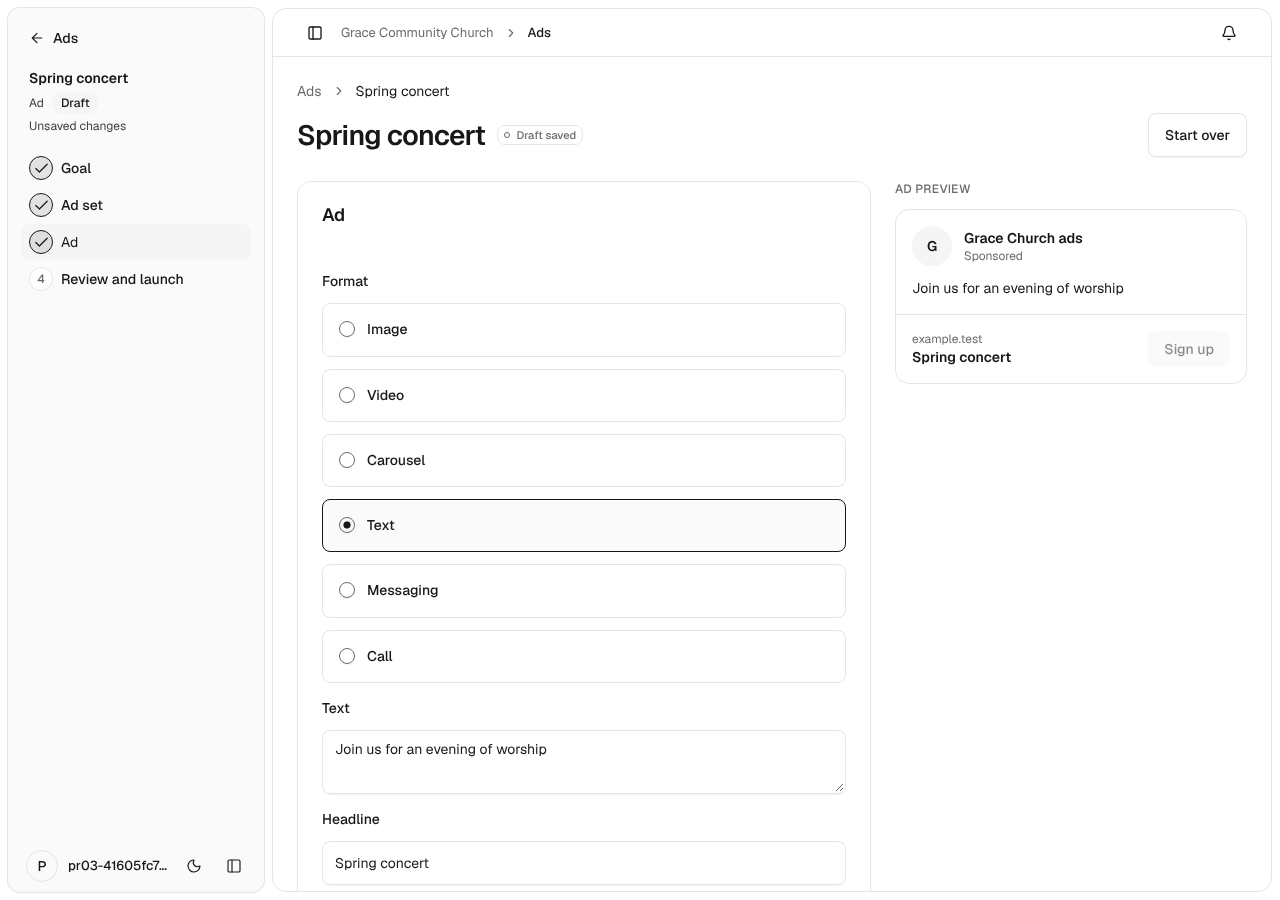 Ads
Spring concert
Ad Draft
Unsaved changes
Goal
Ad set
Ad
4 Review and launch
P pr03-41605fc7…
Grace Community Church Ads
Ads Spring concert
Spring concert Draft saved
Start over
Ad
Format
Image
Video
Carousel
Text
Messaging
Call
Text
Join us for an evening of worship
Headline
Spring concert
AD PREVIEW
G
Grace Church ads
Sponsored
Join us for an evening of worship
example.test
Spring concert
Sign up